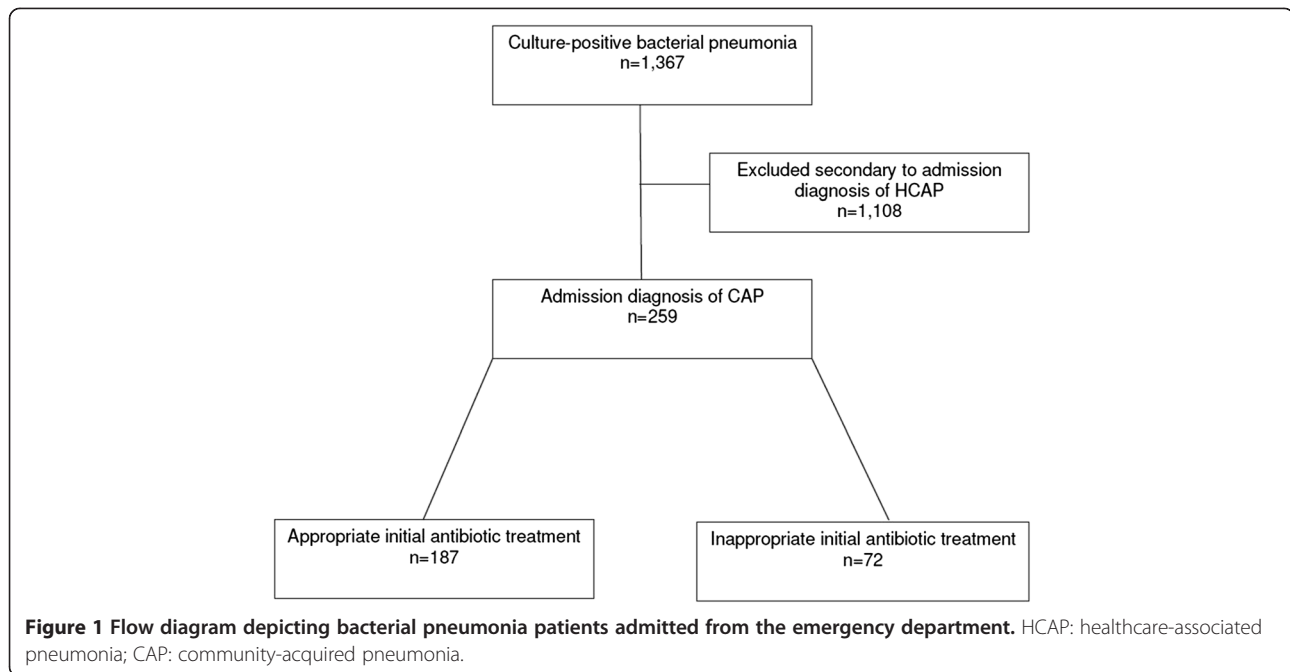 Culture-positive bacterial pneumonia
n=1,367
Excluded secondary to admission
diagnosis of HCAP
n=1,108
Admission diagnosis of CAP
n=259
Appropriate initial antibiotic treatment
n=187
Inappropriate initial antibiotic treatment
n=72
Figure 1 Flow diagram depicting bacterial pneumonia patients admitted from the emergency department. HCAP: healthcare-associated
pneumonia; CAP: community-acquired pneumonia.